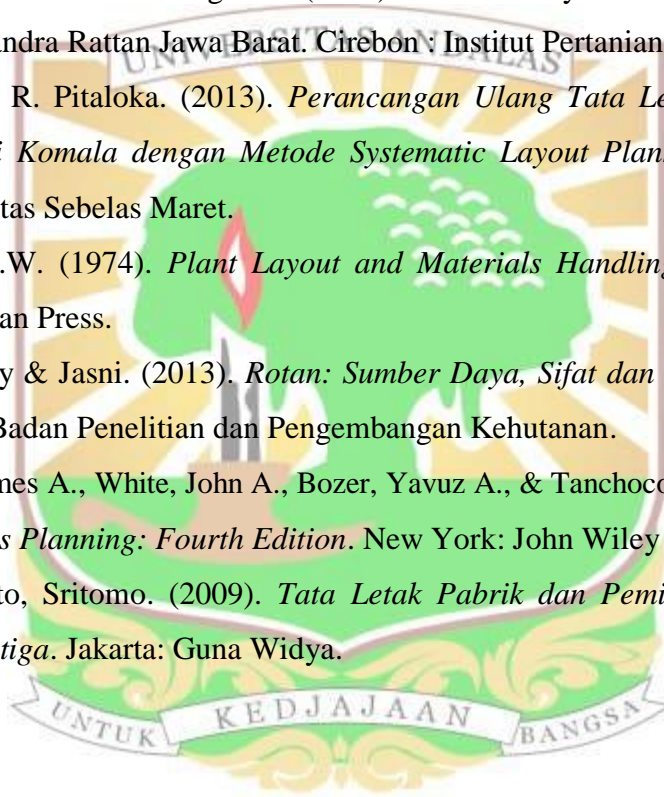 andra Rattan Jawa Barat. Cirebon : Institut Pertanian
UNIVERSITAS ANDALAS
R. Pitaloka. (2013). Perancangan Ulang Tata Le
i Komala dengan Metode Systematic Layout Plan
tas Sebelas Maret.
.W. (1974). Plant Layout and Materials Handling
an Press.
y & Jasni. (2013). Rotan: Sumber Daya, Sifat dan
Badan Penelitian dan Pengembangan Kehutanan.
mes A., White, John A., Bozer, Yavuz A., & Tanchoco
s Planning: Fourth Edition. New York: John Wiley
to, Sritomo. (2009). Tata Letak Pabrik dan Pemi
tiga. Jakarta: Guna Widya.
UNTUK KEDJAJAAN BANGSA